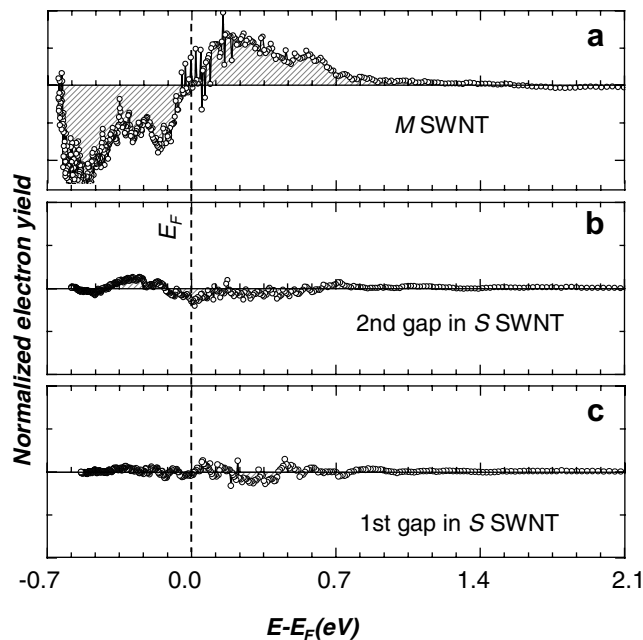 a
M SWNT
Normalized electron yield
E_F
b
2nd gap in S SWNT
c
1st gap in S SWNT
-0.7 0.0 0.7 1.4 2.1
E-E_F(eV)